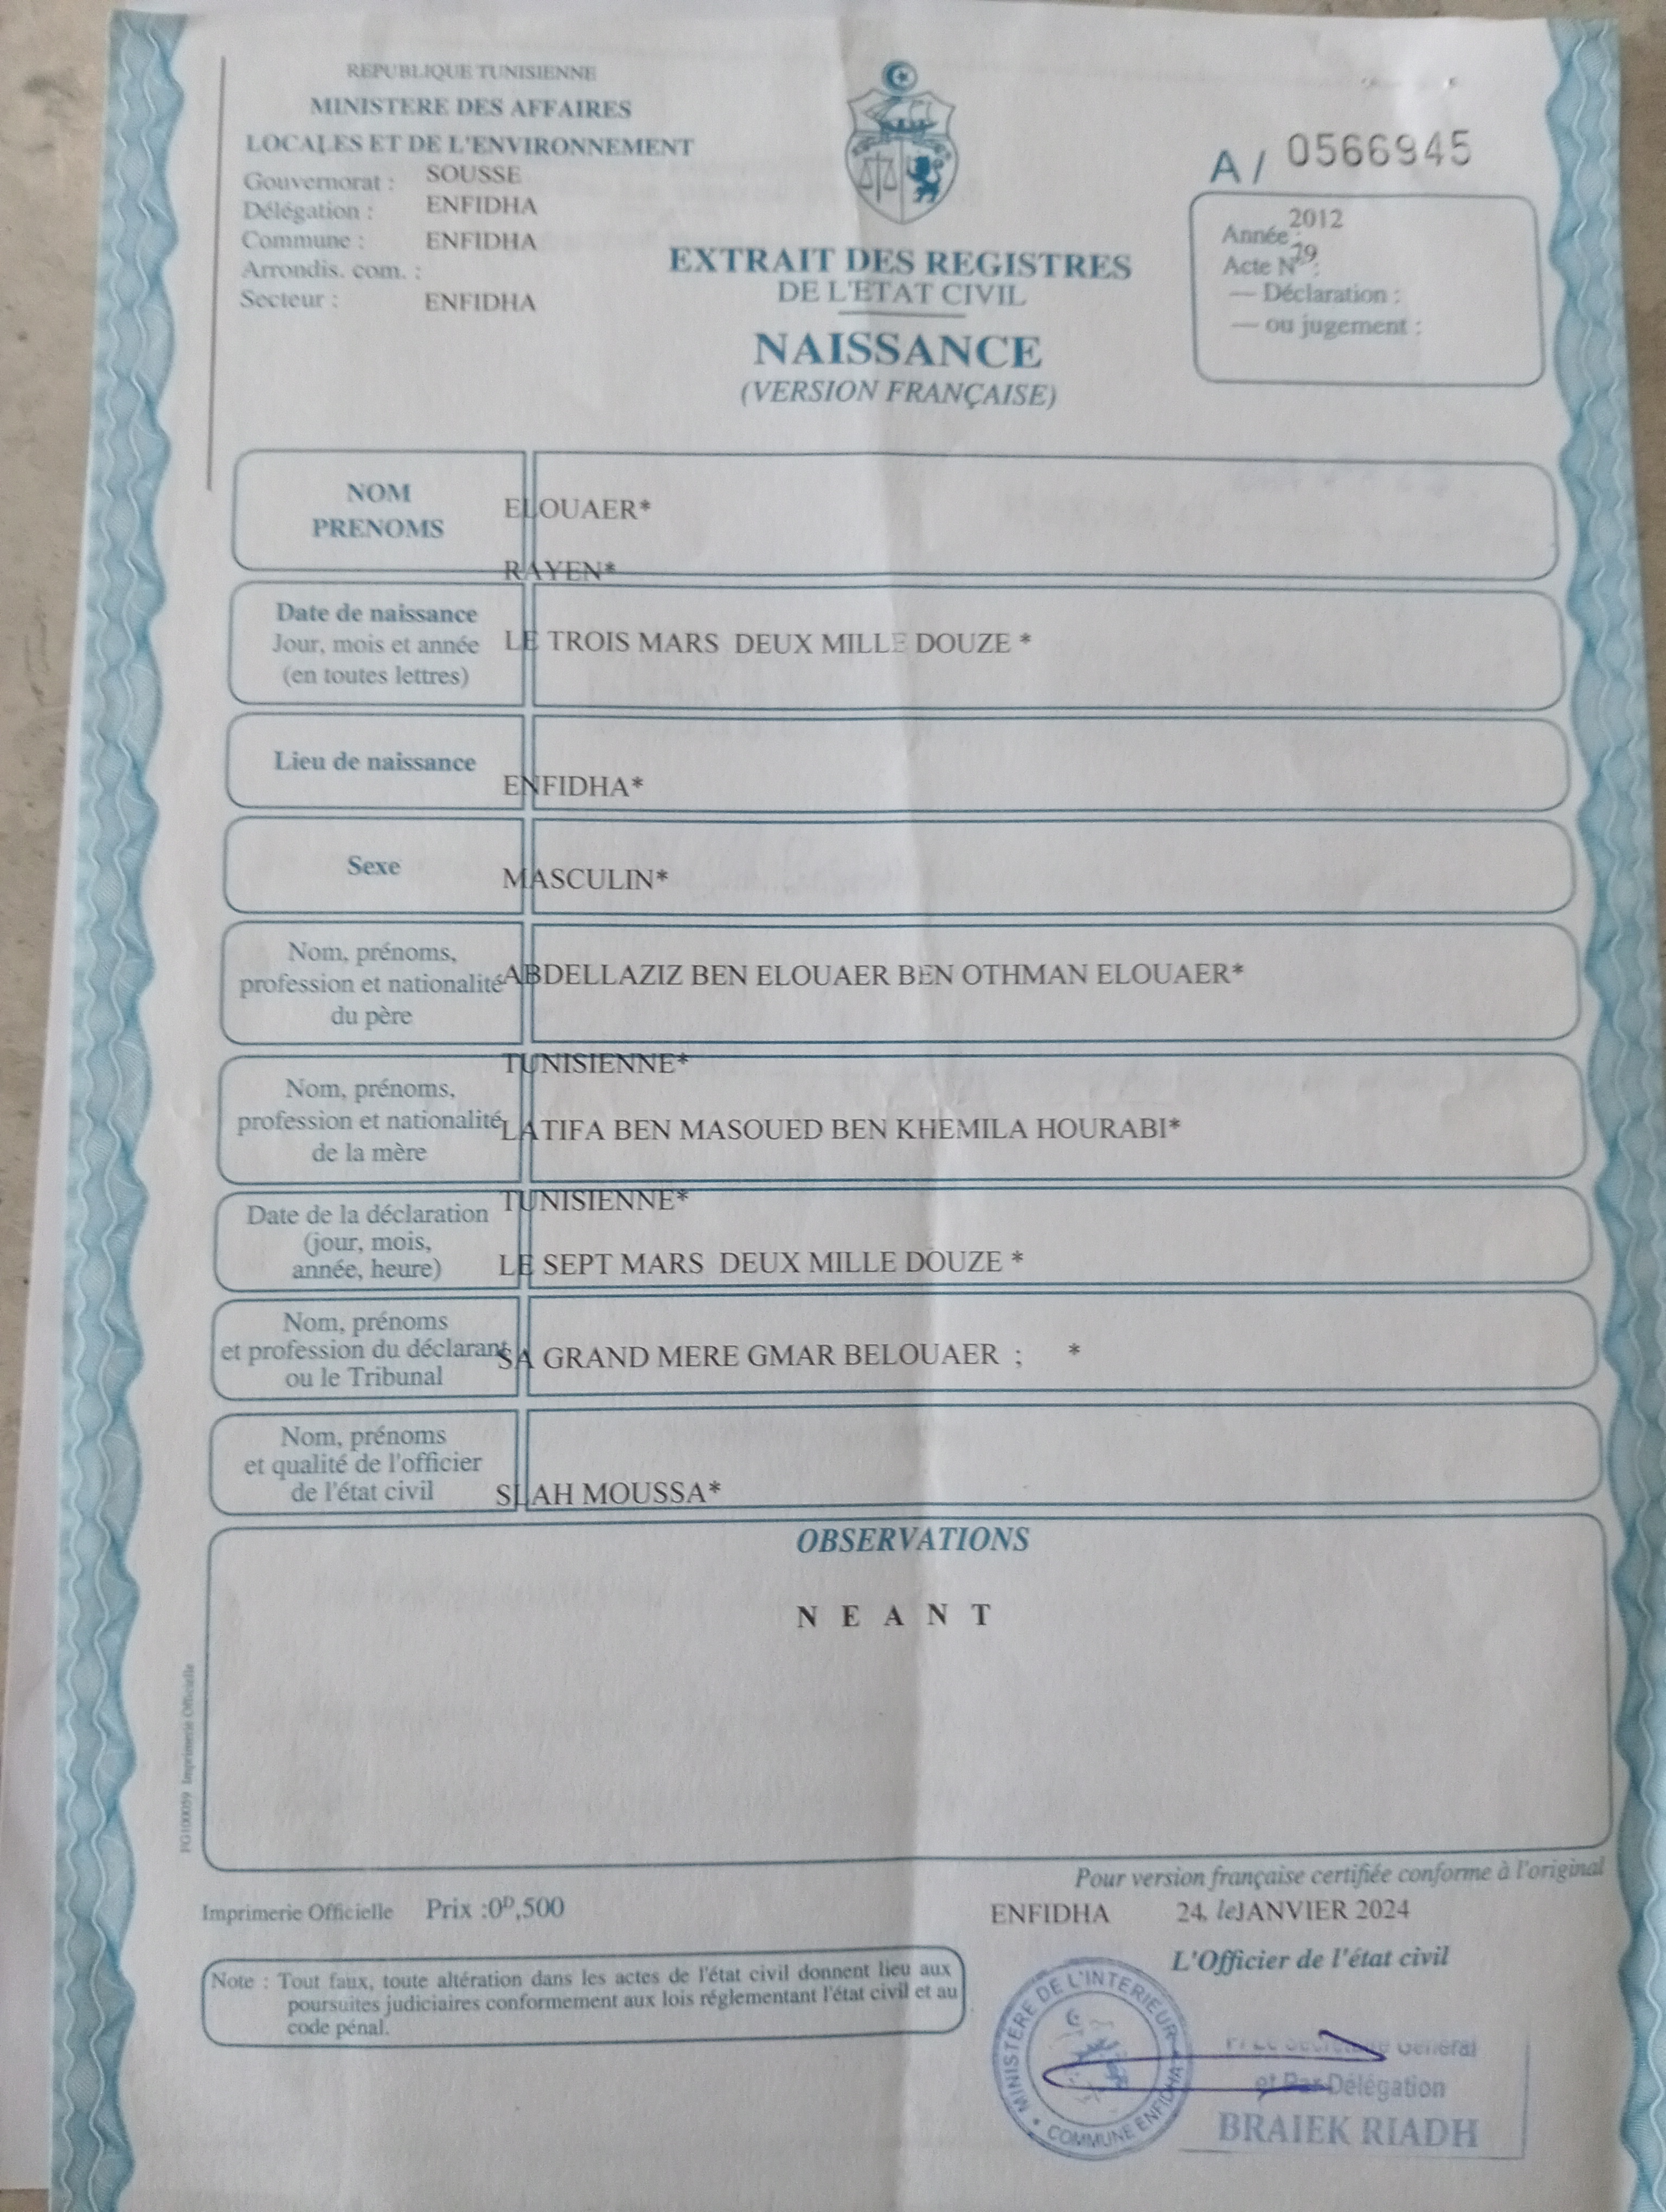 REPUBLIQUE TUNISIENNE
MINISTERE DES AFFAIRES
LOCALES ET DE L'ENVIRONNEMENT
Gouvernorat : SOUSSE
Délégation : ENFIDHA
Commune : ENFIDHA
Arrondis. com. :
Secteur : ENFIDHA
EXTRAIT DES REGISTRES
DE L'ETAT CIVIL
NAISSANCE
(VERSION FRANÇAISE)
A / 0566945
Année : 2012
Acte N° : 29
— Déclaration :
— ou jugement :
NOM
PRENOMS
ELOUAER*
RAYEN*
Date de naissance
Jour, mois et année
(en toutes lettres)
LE TROIS MARS DEUX MILLE DOUZE *
Lieu de naissance
ENFIDHA*
Sexe
MASCULIN*
Nom, prénoms,
profession et nationalité
du père
ABDELLAZIZ BEN ELOUAER BEN OTHMAN ELOUAER*
TUNISIENNE*
Nom, prénoms,
profession et nationalité
de la mère
LATIFA BEN MASOUED BEN KHEMILA HOURABI*
TUNISIENNE*
Date de la déclaration
(jour, mois,
année, heure)
LE SEPT MARS DEUX MILLE DOUZE *
Nom, prénoms
et profession du déclarant
ou le Tribunal
SA GRAND MERE GMAR BELOUAER ; *
Nom, prénoms
et qualité de l'officier
de l'état civil
SLAH MOUSSA*
OBSERVATIONS
N E A N T
FG100059 Imprimerie Officielle
Pour version française certifiée conforme à l'original
Imprimerie Officielle Prix :0ᴰ,500
ENFIDHA 24, le JANVIER 2024
L'Officier de l'état civil
Note : Tout faux, toute altération dans les actes de l'état civil donnent lieu aux
poursuites judiciaires conformement aux lois réglementant l'état civil et au
code pénal.
MINISTERE DE L'INTERIEUR
COMMUNE ENFIDHA
P/ Le Secrétaire Général
et Par Délégation
BRAIEK RIADH